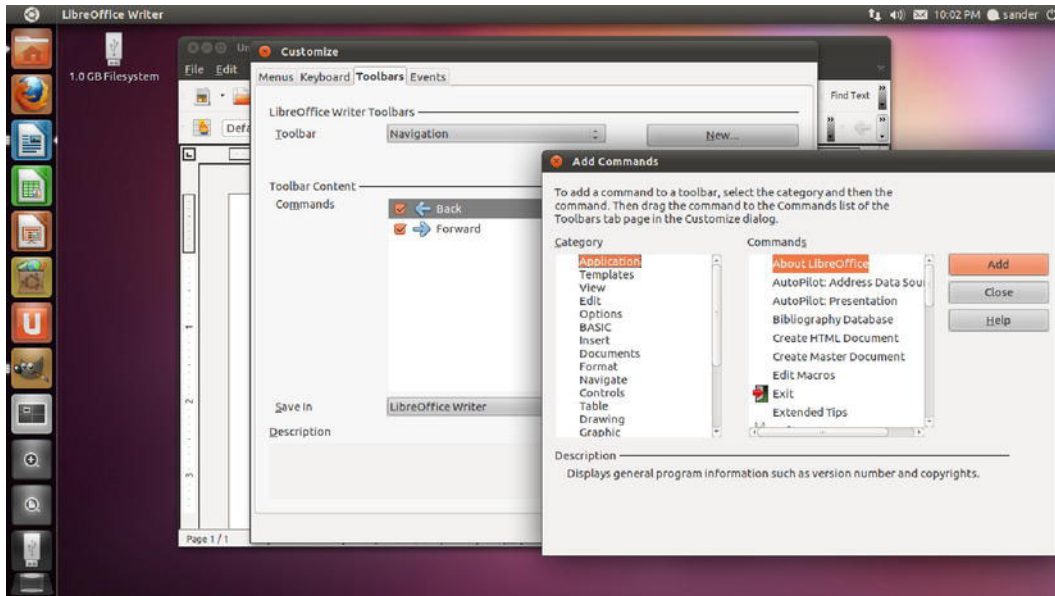 LibreOffice Writer
10:02 PM sander
1.0 GB Filesystem
Un
File Edit
Find Text
Defa
Page 1 / 1
Customize
Menus Keyboard Toolbars Events
LibreOffice Writer Toolbars
Toolbar Navigation New...
Toolbar Content
Commands
Back
Forward
Save In LibreOffice Writer
Description
Add Commands
To add a command to a toolbar, select the category and then the
command. Then drag the command to the Commands list of the
Toolbars tab page in the Customize dialog.
Category
Application
Templates
View
Edit
Options
BASIC
Insert
Documents
Format
Navigate
Controls
Table
Drawing
Graphic
Commands
About LibreOffice
AutoPilot: Address Data Sour
AutoPilot: Presentation
Bibliography Database
Create HTML Document
Create Master Document
Edit Macros
Exit
Extended Tips
Add
Close
Help
Description
Displays general program information such as version number and copyrights.